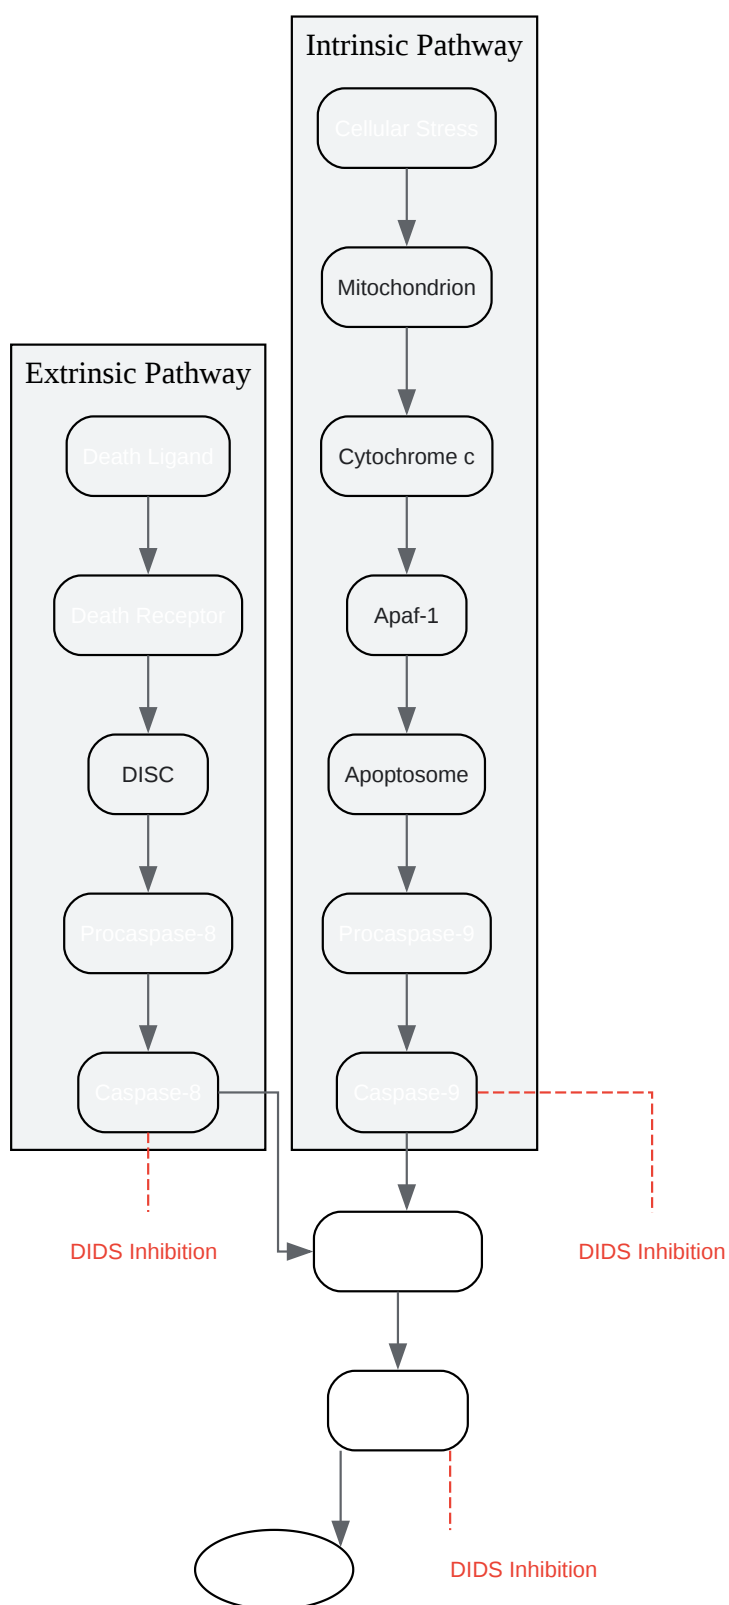 Intrinsic Pathway
Cellular Stress
Mitochondrion
Extrinsic Pathway
Death Ligand
Cytochrome c
Death Receptor
Apaf-1
DISC
Apoptosome
Procaspase-8
Procaspase-9
Caspase-8
Caspase-9
DIDS Inhibition
DIDS Inhibition
DIDS Inhibition